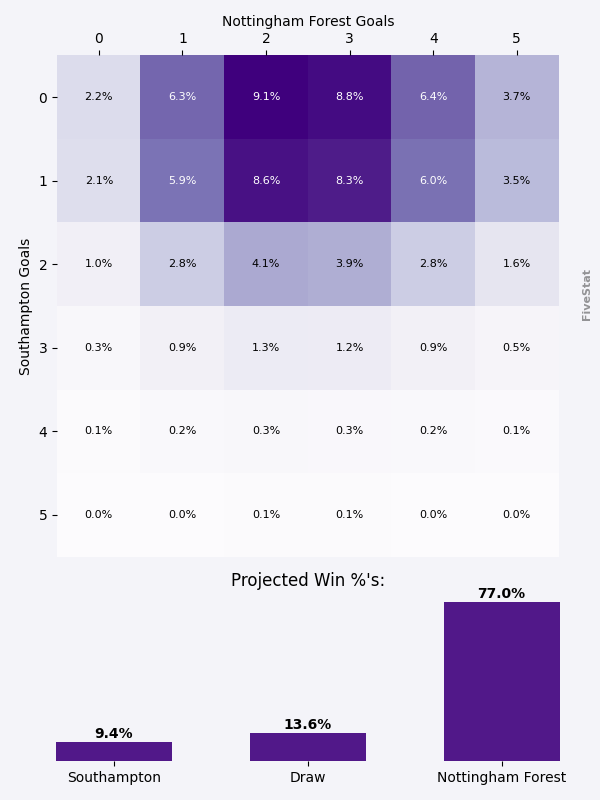 Nottingham Forest Goals
0 1 2 3 4 5
0 2.2% 6.3% 9.1% 8.8% 6.4% 3.7%
1 2.1% 5.9% 8.6% 8.3% 6.0% 3.5%
2 1.0% 2.8% 4.1% 3.9% 2.8% 1.6%
3 0.3% 0.9% 1.3% 1.2% 0.9% 0.5%
4 0.1% 0.2% 0.3% 0.3% 0.2% 0.1%
5 0.0% 0.0% 0.1% 0.1% 0.0% 0.0%
Southampton Goals
FiveStat
Projected Win %'s:
9.4% 13.6% 77.0%
Southampton Draw Nottingham Forest